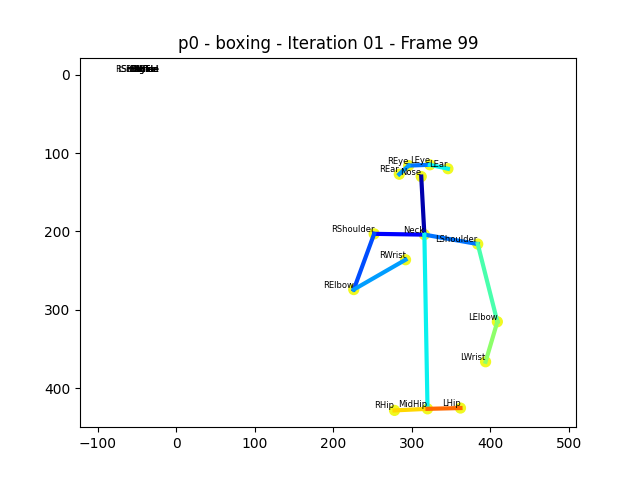 p0 - boxing - Iteration 01 - Frame 99
0
100
200
300
400
REye LEye
LEar
REar
Nose
RShoulder
Neck
LShoulder
RWrist
RElbow
LElbow
LWrist
RHip MidHip LHip
−100 0 100 200 300 400 500